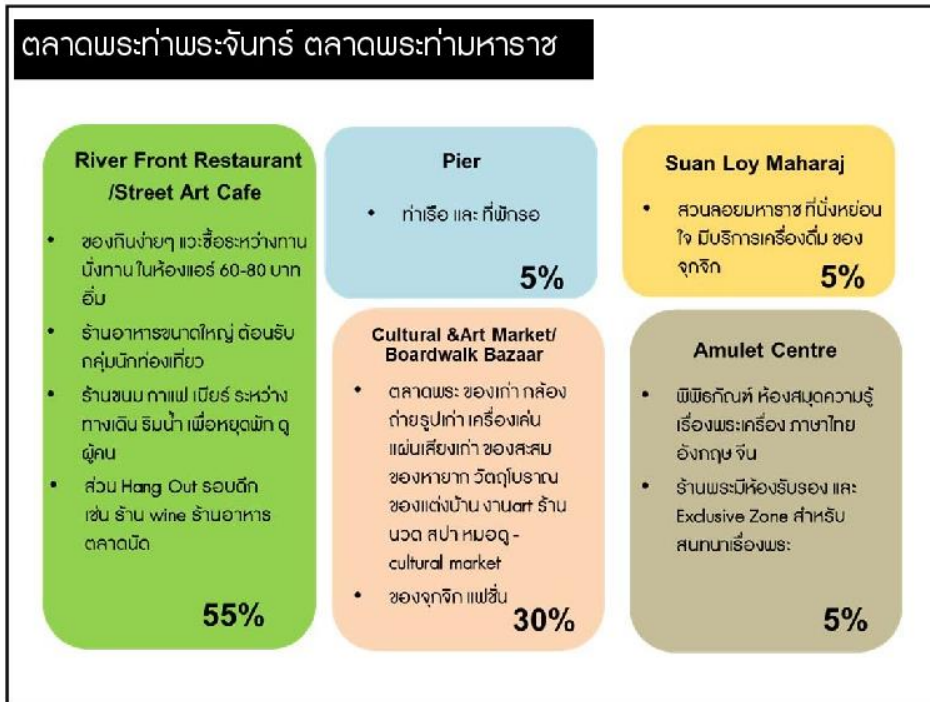 ตลาดพระท่าพระจันทร์ ตลาดพระท่ามหาราช
River Front Restaurant
/Street Art Cafe
• ของกินง่ายๆ แวะซื้อระหว่างทาน
นั่งทาน ในห้องแอร์ 60-80 บาท
อิ่ม
• ร้านอาหารขนาดใหญ่ ต้อนรับ
กลุ่มนักท่องเที่ยว
• ร้านขนม กาแฟ เบียร์ ระหว่าง
ทางเดิน ริมน้ำ เพื่อหยุดพัก ดู
ผู้คน
• ส่วน Hang Out รอบตึก
เช่น ร้าน wine ร้านอาหาร
ตลาดนัด
55%
Pier
• ท่าเรือ และ ที่พักรอ
5%
Suan Loy Maharaj
• สวนลอยมหาราช ที่นั่งหย่อน
ใจ มีบริการเครื่องดื่ม ของ
จุกจิก
5%
Cultural &Art Market/
Boardwalk Bazaar
• ตลาดพระ ของเก่า กล้อง
ถ่ายรูปเก่า เครื่องเล่น
แผ่นเสียงเก่า ของสะสม
ของหายาก วัตถุโบราณ
ของแต่งบ้าน งานart ร้าน
นวด สปา หมอดู -
cultural market
• ของจุกจิก แฟชั่น
30%
Amulet Centre
• พิพิธภัณฑ์ ห้องสมุดความรู้
เรื่องพระเครื่อง ภาษาไทย
อังกฤษ จีน
• ร้านพระมีห้องรับรอง และ
Exclusive Zone สำหรับ
สนทนาเรื่องพระ
5%